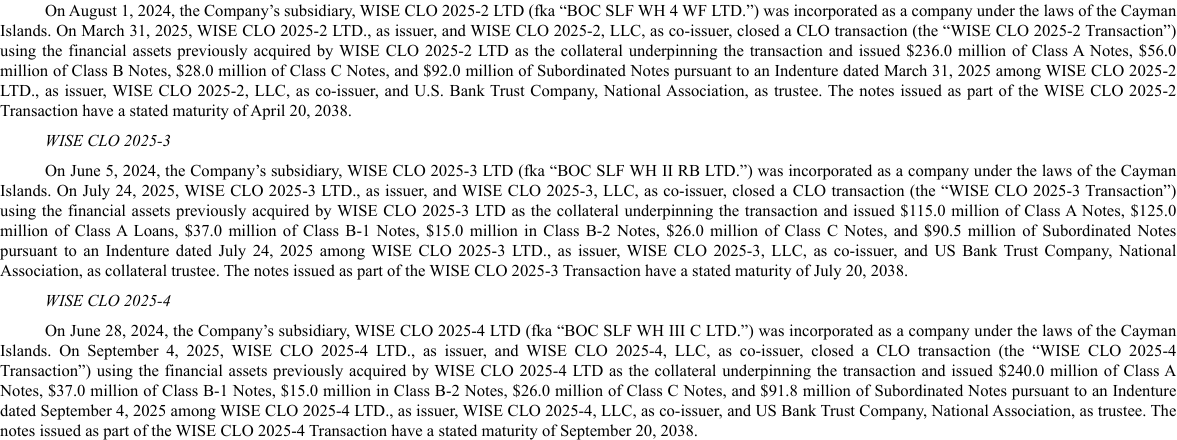 On August 1, 2024, the Company’s subsidiary, WISE CLO 2025-2 LTD (fka “BOC SLF WH 4 WF LTD.”) was incorporated as a company under the laws of the Cayman
Islands. On March 31, 2025, WISE CLO 2025-2 LTD., as issuer, and WISE CLO 2025-2, LLC, as co-issuer, closed a CLO transaction (the “WISE CLO 2025-2 Transaction”)
using the financial assets previously acquired by WISE CLO 2025-2 LTD as the collateral underpinning the transaction and issued $236.0 million of Class A Notes, $56.0
million of Class B Notes, $28.0 million of Class C Notes, and $92.0 million of Subordinated Notes pursuant to an Indenture dated March 31, 2025 among WISE CLO 2025-2
LTD., as issuer, WISE CLO 2025-2, LLC, as co-issuer, and U.S. Bank Trust Company, National Association, as trustee. The notes issued as part of the WISE CLO 2025-2
Transaction have a stated maturity of April 20, 2038.
WISE CLO 2025-3
On June 5, 2024, the Company’s subsidiary, WISE CLO 2025-3 LTD (fka “BOC SLF WH II RB LTD.”) was incorporated as a company under the laws of the Cayman
Islands. On July 24, 2025, WISE CLO 2025-3 LTD., as issuer, and WISE CLO 2025-3, LLC, as co-issuer, closed a CLO transaction (the “WISE CLO 2025-3 Transaction”)
using the financial assets previously acquired by WISE CLO 2025-3 LTD as the collateral underpinning the transaction and issued $115.0 million of Class A Notes, $125.0
million of Class A Loans, $37.0 million of Class B-1 Notes, $15.0 million in Class B-2 Notes, $26.0 million of Class C Notes, and $90.5 million of Subordinated Notes
pursuant to an Indenture dated July 24, 2025 among WISE CLO 2025-3 LTD., as issuer, WISE CLO 2025-3, LLC, as co-issuer, and US Bank Trust Company, National
Association, as collateral trustee. The notes issued as part of the WISE CLO 2025-3 Transaction have a stated maturity of July 20, 2038.
WISE CLO 2025-4
On June 28, 2024, the Company’s subsidiary, WISE CLO 2025-4 LTD (fka “BOC SLF WH III C LTD.”) was incorporated as a company under the laws of the Cayman
Islands. On September 4, 2025, WISE CLO 2025-4 LTD., as issuer, and WISE CLO 2025-4, LLC, as co-issuer, closed a CLO transaction (the “WISE CLO 2025-4
Transaction”) using the financial assets previously acquired by WISE CLO 2025-4 LTD as the collateral underpinning the transaction and issued $240.0 million of Class A
Notes, $37.0 million of Class B-1 Notes, $15.0 million in Class B-2 Notes, $26.0 million of Class C Notes, and $91.8 million of Subordinated Notes pursuant to an Indenture
dated September 4, 2025 among WISE CLO 2025-4 LTD., as issuer, WISE CLO 2025-4, LLC, as co-issuer, and US Bank Trust Company, National Association, as trustee. The
notes issued as part of the WISE CLO 2025-4 Transaction have a stated maturity of September 20, 2038.